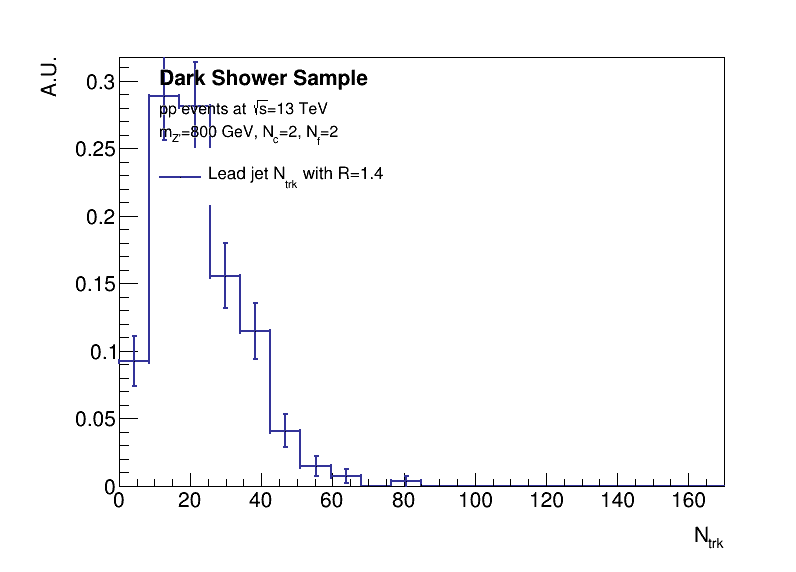 A.U.
0.3
0.25
0.2
0.15
0.1
0.05
0
Dark Shower Sample
pp events at √s=13 TeV
m_Z'=800 GeV, N_c=2, N_f=2
Lead jet N_trk with R=1.4
0 20 40 60 80 100 120 140 160
N_trk